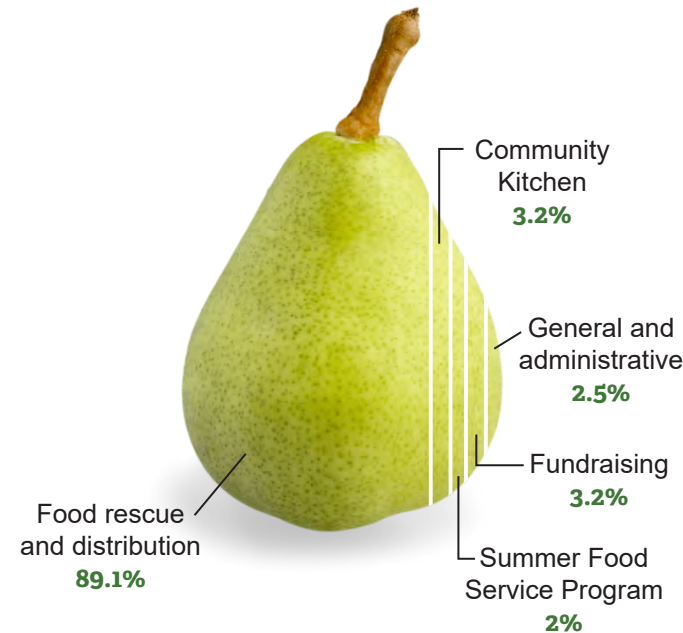 Community
Kitchen
3.2%
General and
administrative
2.5%
Fundraising
3.2%
Food rescue
and distribution
89.1%
Summer Food
Service Program
2%